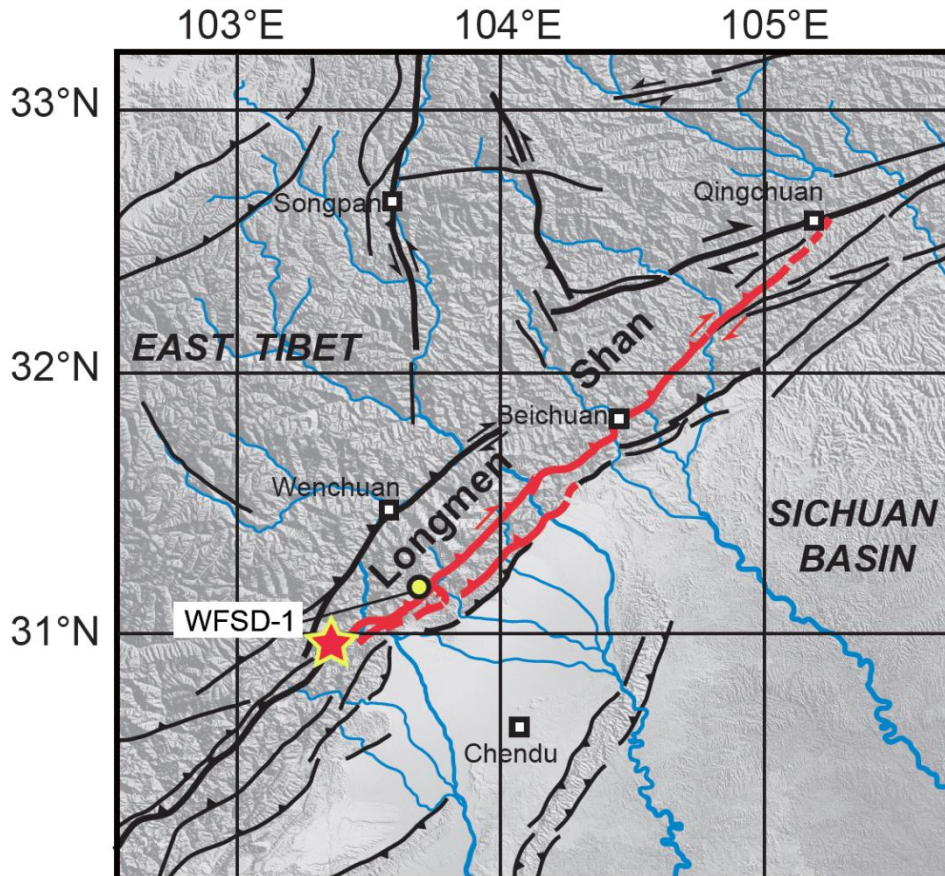 103°E 104°E 105°E
33°N
Qingchuan
Songpan
32°N
EAST TIBET
Shan
Beichuan
Wenchuan
Longmen
SICHUAN
BASIN
WFSD-1
31°N
Chendu